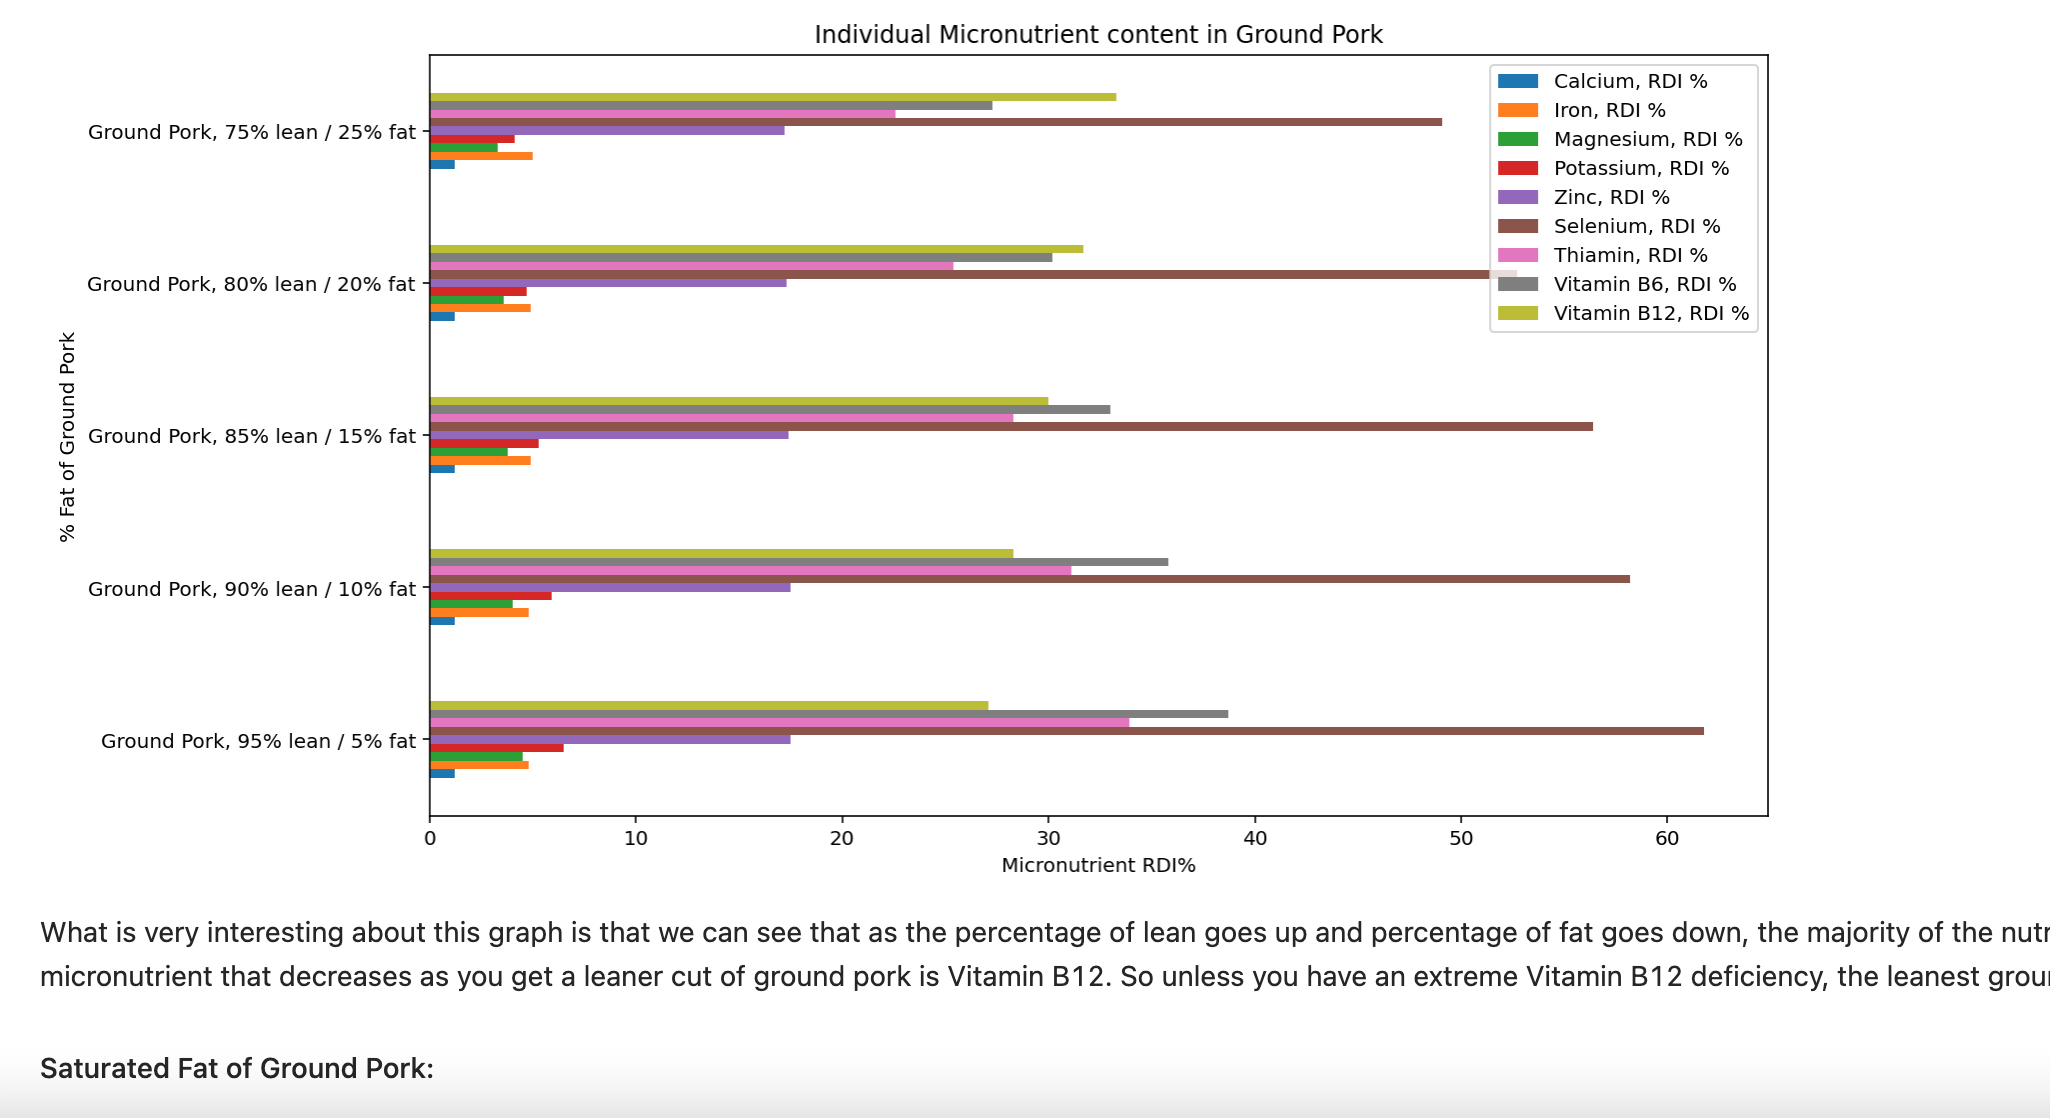 Individual Micronutrient content in Ground Pork
Calcium, RDI %
Iron, RDI %
Magnesium, RDI %
Potassium, RDI %
Zinc, RDI %
Selenium, RDI %
Thiamin, RDI %
Vitamin B6, RDI %
Vitamin B12, RDI %
% Fat of Ground Pork
Ground Pork, 75% lean / 25% fat
Ground Pork, 80% lean / 20% fat
Ground Pork, 85% lean / 15% fat
Ground Pork, 90% lean / 10% fat
Ground Pork, 95% lean / 5% fat
0 10 20 30 40 50 60
Micronutrient RDI%
What is very interesting about this graph is that we can see that as the percentage of lean goes up and percentage of fat goes down, the majority of the
micronutrient that decreases as you get a leaner cut of ground pork is Vitamin B12. So unless you have an extreme Vitamin B12 deficiency, the leanest
Saturated Fat of Ground Pork: